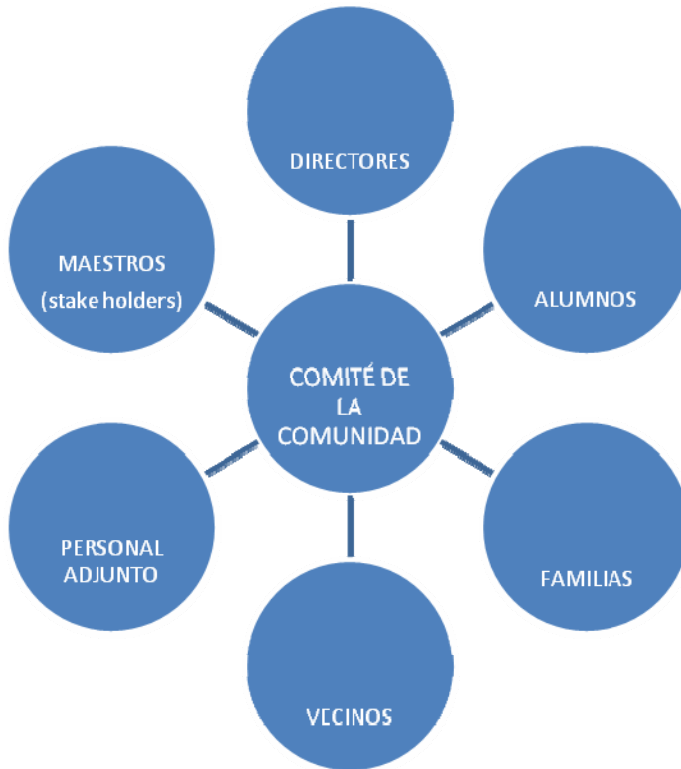 DIRECTORES
MAESTROS
(stake holders)
ALUMNOS
COMITÉ DE
LA
COMUNIDAD
PERSONAL
ADJUNTO
FAMILIAS
VECINOS